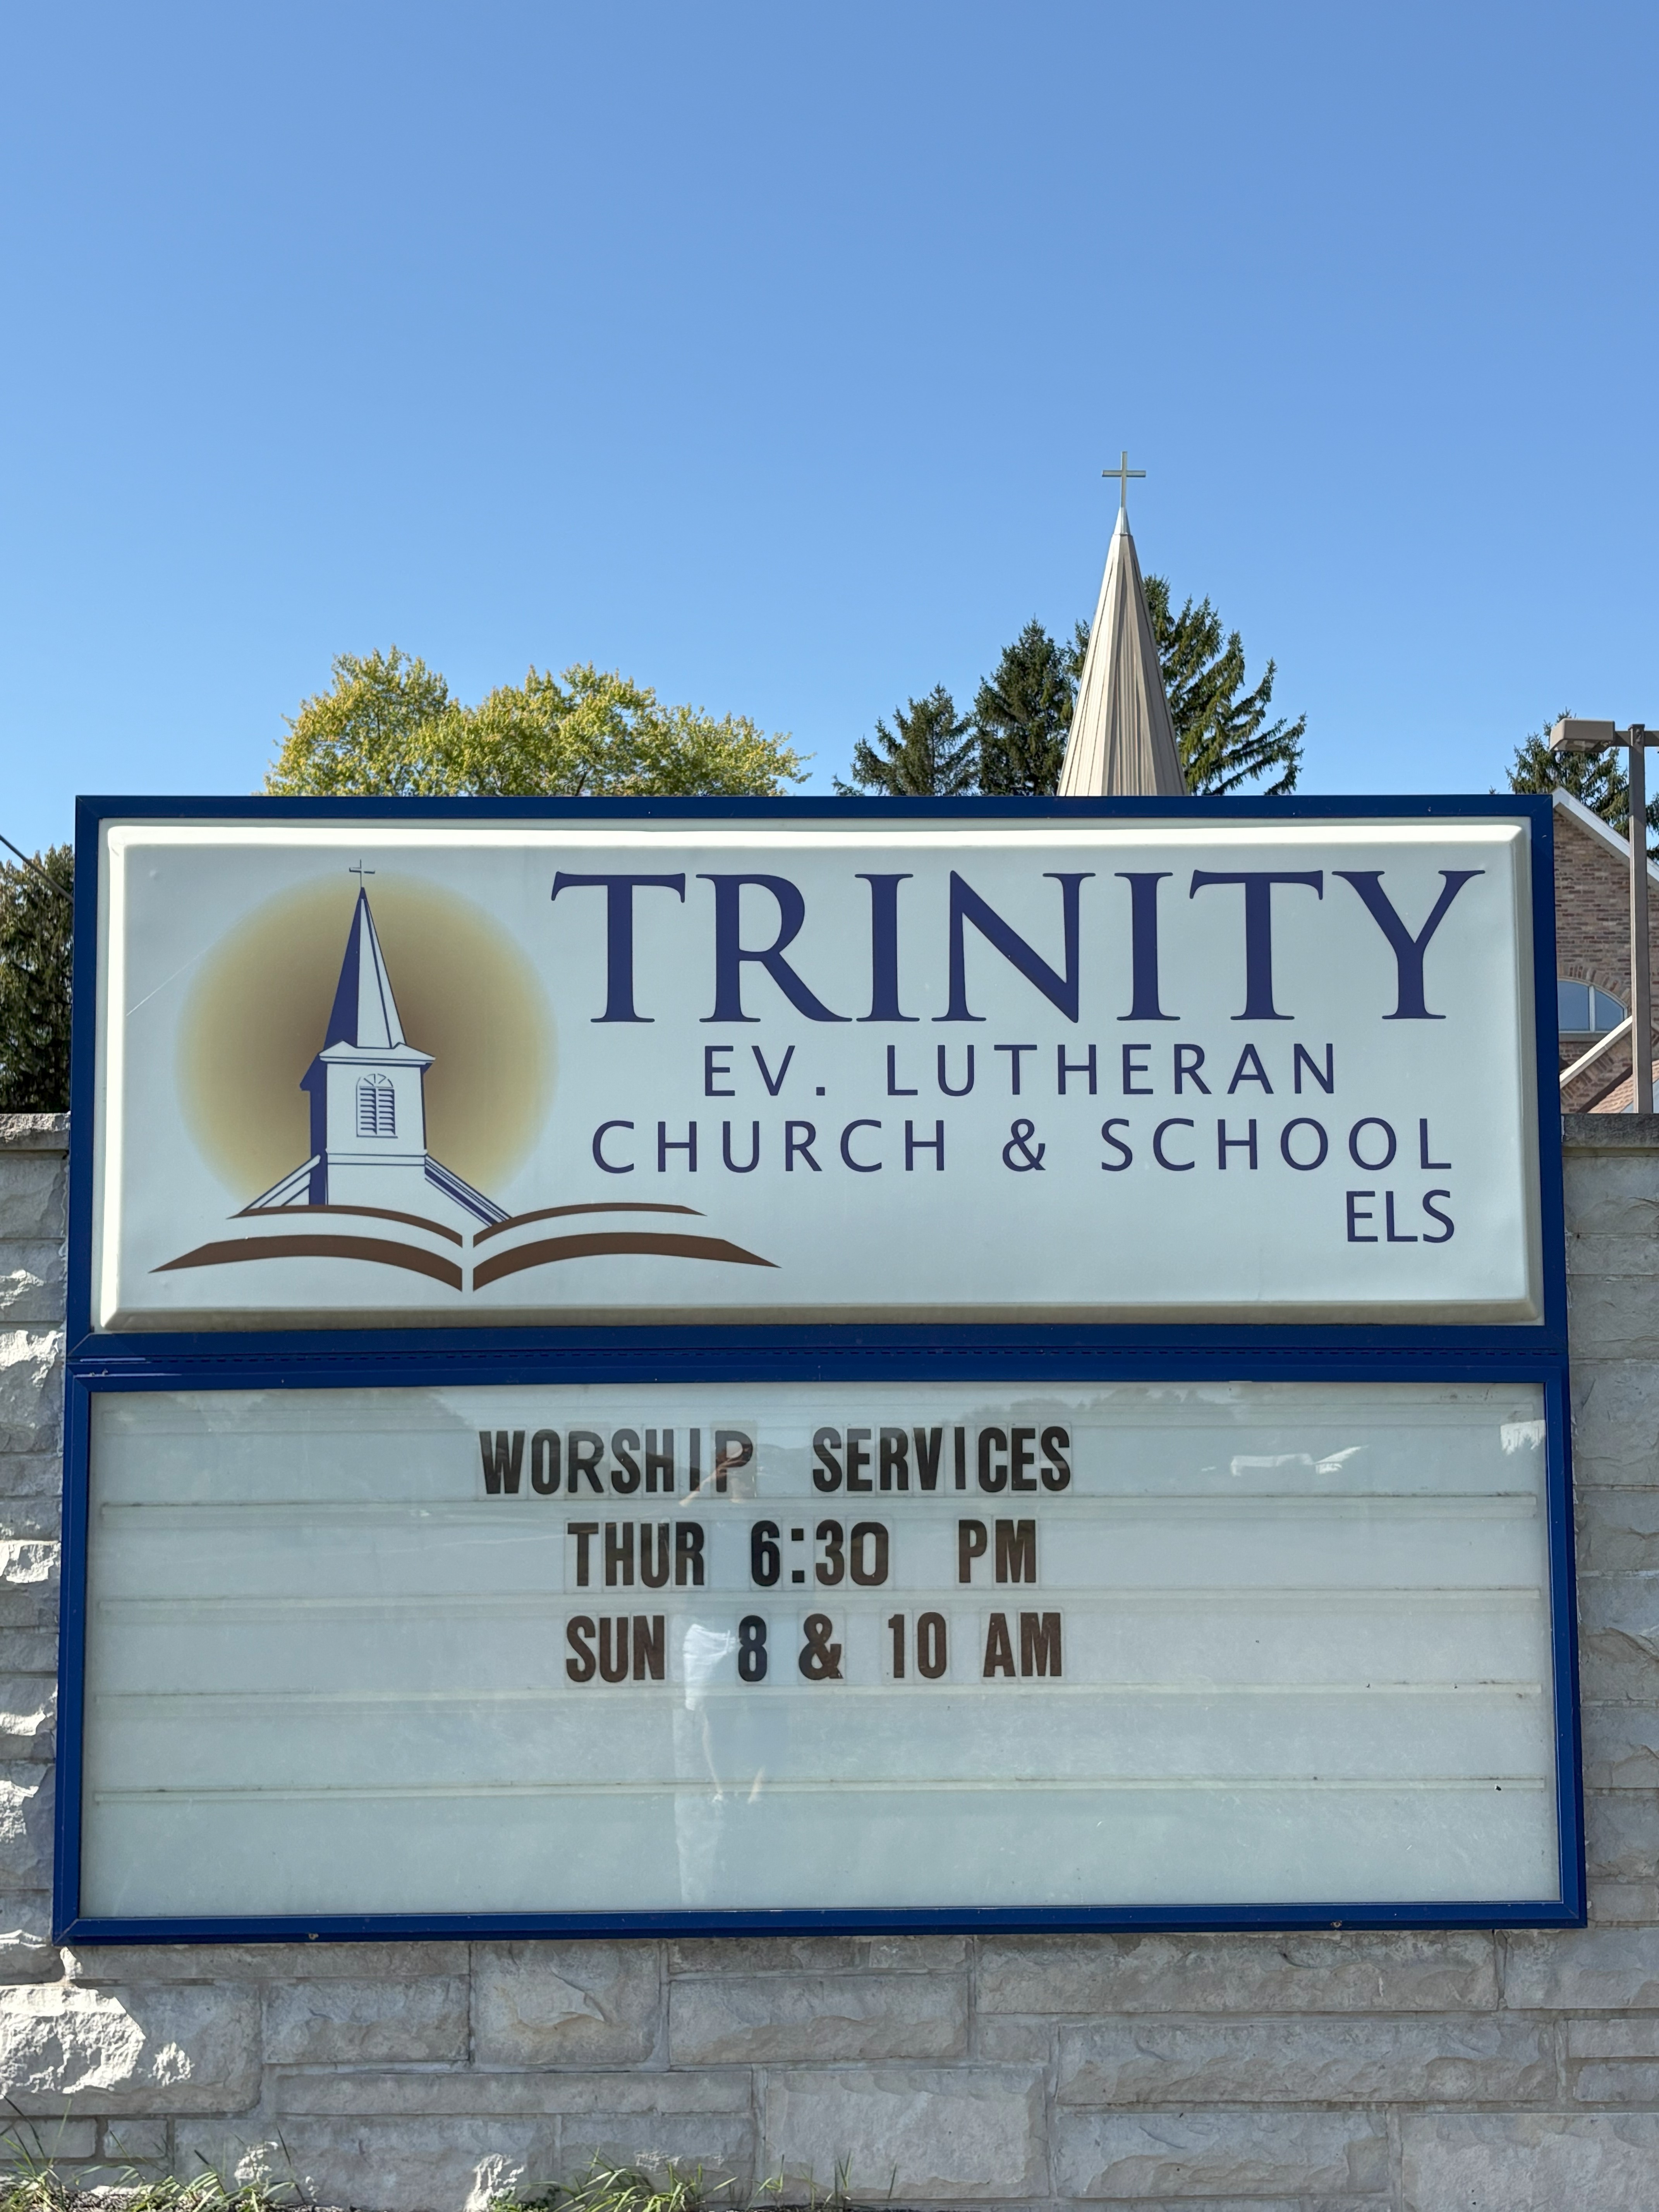 TRINITY
EV. LUTHERAN
CHURCH & SCHOOL
ELS
WORSHIP SERVICES
THUR 6:30 PM
SUN 8 & 10 AM